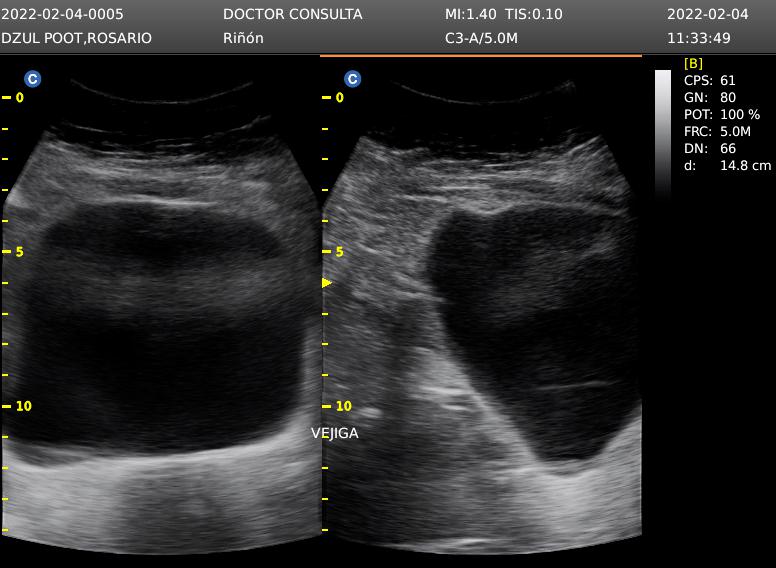 2022-02-04-0005 DOCTOR CONSULTA MI:1.40 TIS:0.10 2022-02-04
DZUL POOT,ROSARIO Riñón C3-A/5.0M 11:33:49
[B]
CPS: 61
GN: 80
POT: 100 %
FRC: 5.0M
DN: 66
d: 14.8 cm
C
0
5
10
C
0
5
10
VEJIGA